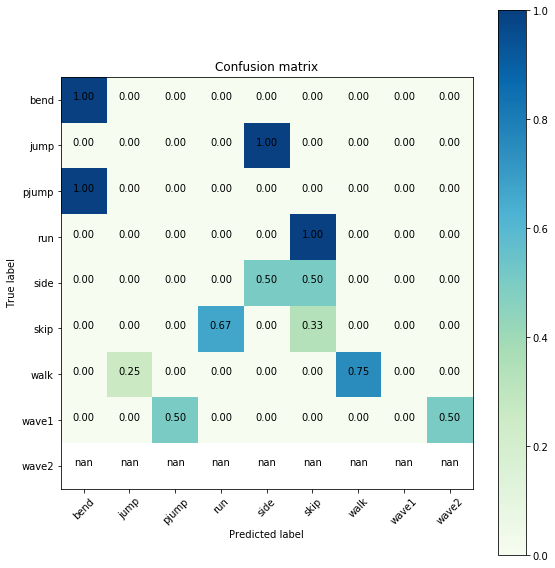 Confusion matrix
True label
bend 1.00 0.00 0.00 0.00 0.00 0.00 0.00 0.00 0.00
jump 0.00 0.00 0.00 0.00 1.00 0.00 0.00 0.00 0.00
pjump 1.00 0.00 0.00 0.00 0.00 0.00 0.00 0.00 0.00
run 0.00 0.00 0.00 0.00 0.00 1.00 0.00 0.00 0.00
side 0.00 0.00 0.00 0.00 0.50 0.50 0.00 0.00 0.00
skip 0.00 0.00 0.00 0.67 0.00 0.33 0.00 0.00 0.00
walk 0.00 0.25 0.00 0.00 0.00 0.00 0.75 0.00 0.00
wave1 0.00 0.00 0.50 0.00 0.00 0.00 0.00 0.00 0.50
wave2 nan nan nan nan nan nan nan nan nan
bend jump pjump run side skip walk wave1 wave2
Predicted label
1.0
0.8
0.6
0.4
0.2
0.0